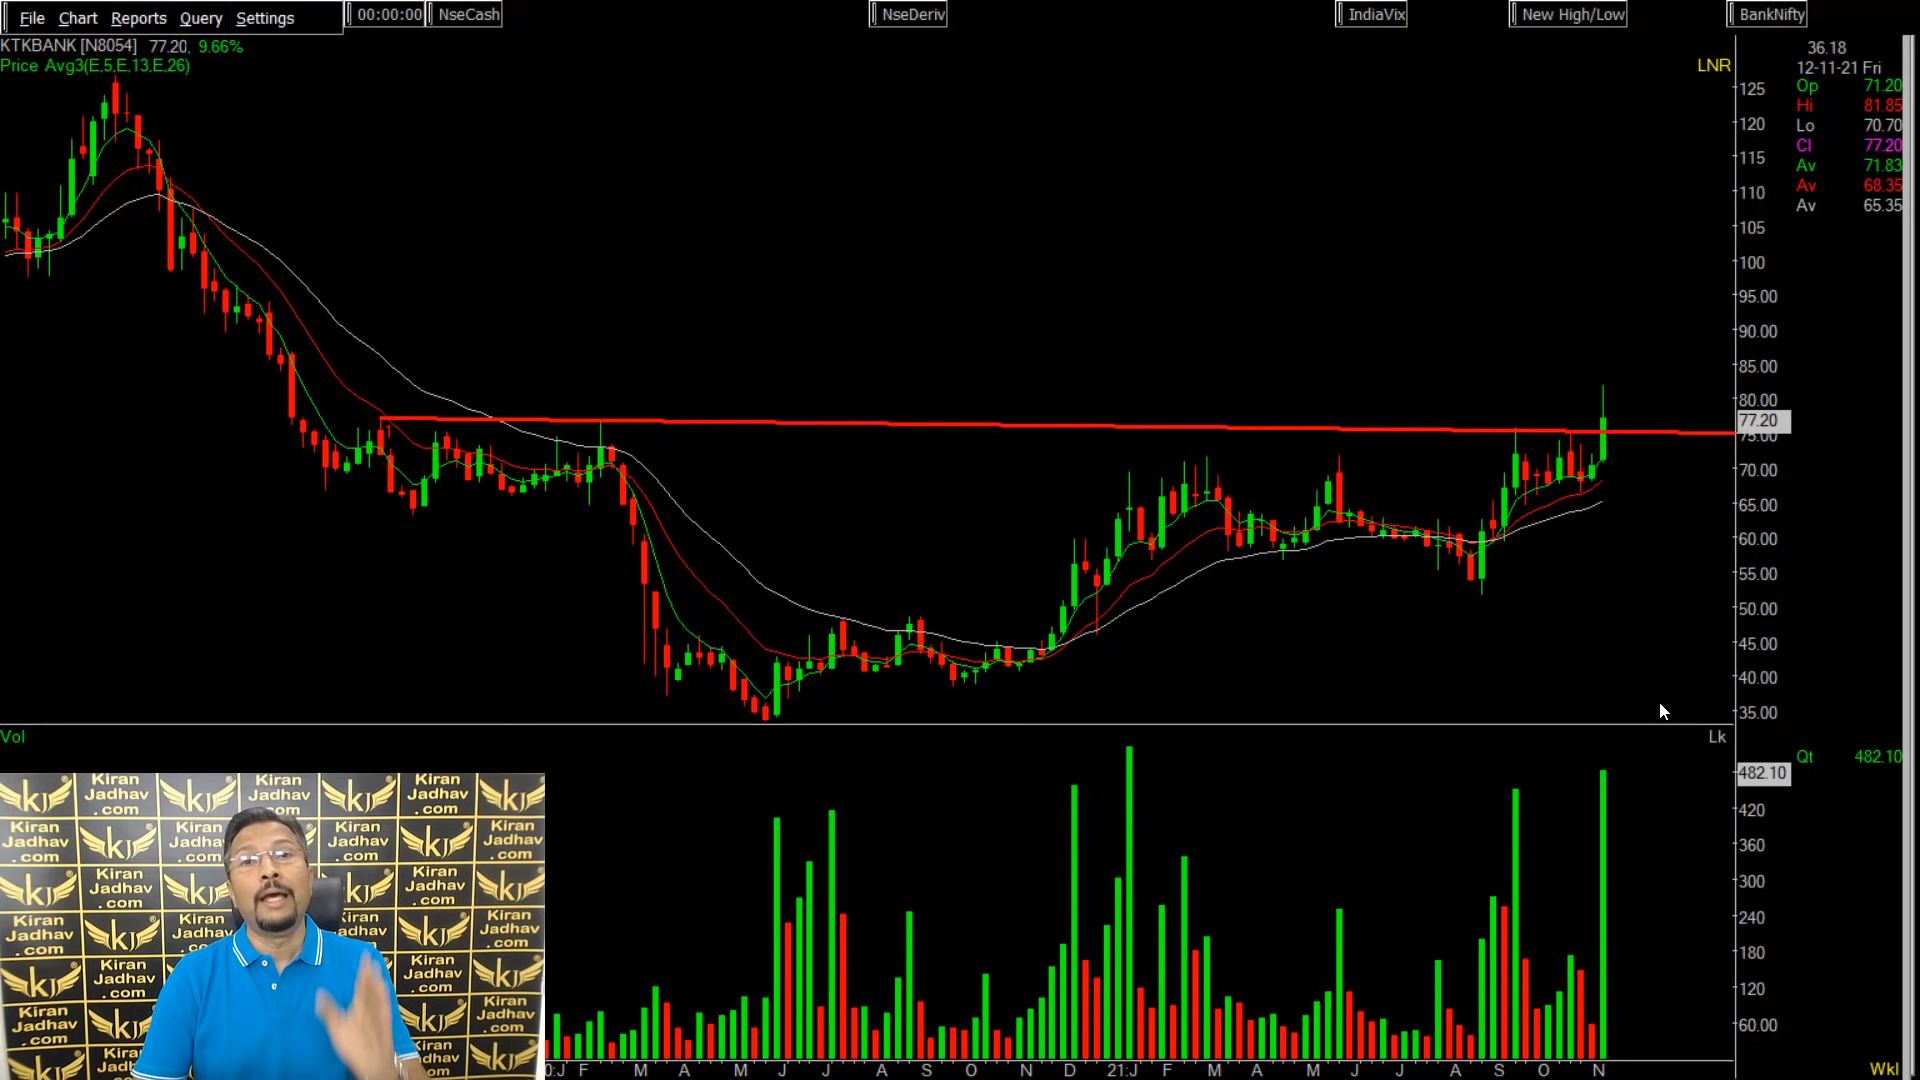 File Chart Reports Query Settings 00:00:00 NseCash NseDeriv IndiaVix New High/Low BankNifty
KTKBANK [N8054] 77.20, 9.66%
Price Avg3(E,5,E,13,E,26)
LNR
36.18
12-11-21 Fri
Op 71.20
Hi 81.85
Lo 70.70
Cl 77.20
Av 71.83
Av 68.35
Av 65.35
125
120
115
110
105
100
95.00
90.00
85.00
80.00
77.20
75.00
70.00
65.00
60.00
55.00
50.00
45.00
40.00
35.00
Vol
Lk
Qt 482.10
482.10
420
360
300
240
180
120
60.00
J F M A M J J A S O N D 21:J F M A M J J A S O N
Wkl
Kiran
Jadhav
.com
KJ